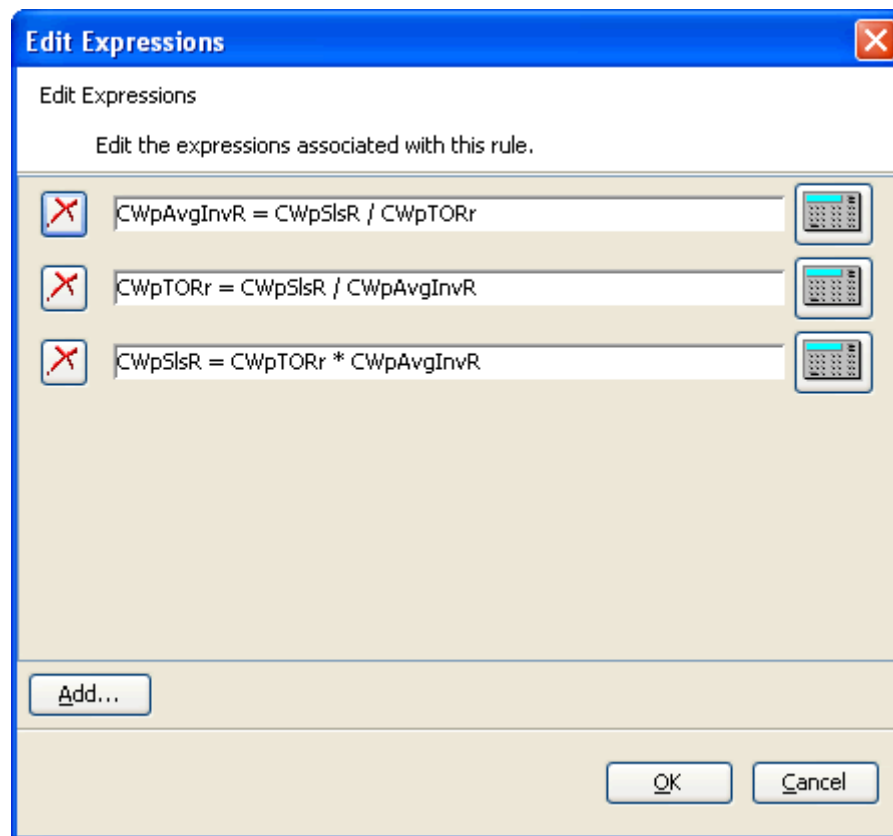 Edit Expressions
Edit Expressions
Edit the expressions associated with this rule.
CWpAvgInvR = CWpSlsR / CWpTORr
CWpTORr = CWpSlsR / CWpAvgInvR
CWpSlsR = CWpTORr * CWpAvgInvR
Add...
OK Cancel